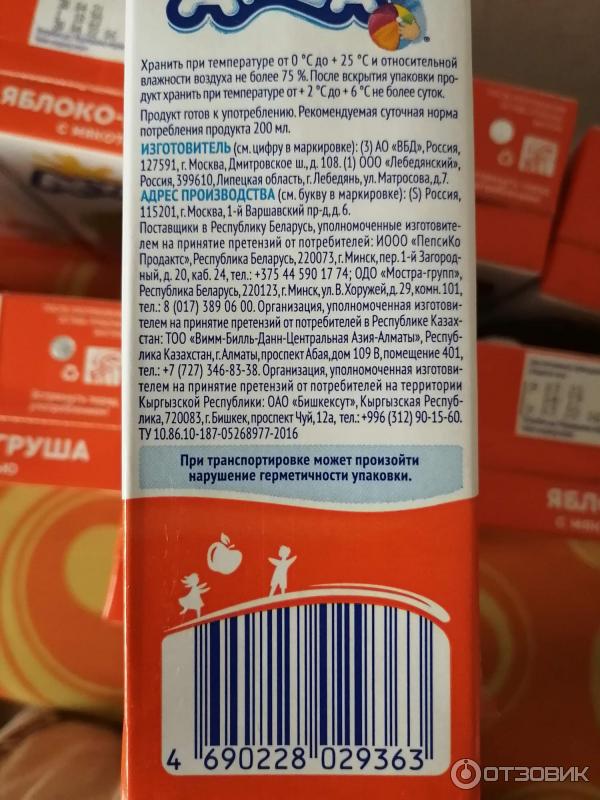 Хранить при температуре от 0 °С до + 25 °С и относительной
влажности воздуха не более 75 %. После вскрытия упаковки про-
дукт хранить при температуре от + 2 °С до + 6 °С не более суток.
Продукт готов к употреблению. Рекомендуемая суточная норма
потребления продукта 200 мл.
ИЗГОТОВИТЕЛЬ (см. цифру в маркировке): (3) АО «ВБД», Россия,
127591, г. Москва, Дмитровское ш., д. 108. (1) ООО «Лебедянский»,
Россия, 399610, Липецкая область, г. Лебедянь, ул. Матросова, д.7.
АДРЕС ПРОИЗВОДСТВА (см. букву в маркировке): (S) Россия,
115201, г. Москва, 1-й Варшавский пр-д, д. 6.
Поставщики в Республику Беларусь, уполномоченные изготовите-
лем на принятие претензий от потребителей: ИООО «ПепсиКо
Продактс», Республика Беларусь, 220073, г. Минск, пер. 1-й Загород-
ный, д. 20, каб. 24, тел.: +375 44 590 17 74; ОДО «Мостра-групп»,
Республика Беларусь, 220123, г. Минск, ул. В. Хоружей, д. 29, комн. 101,
тел.: 8 (017) 389 06 00. Организация, уполномоченная изготови-
телем на принятие претензий от потребителей в Республике Казах-
стан: ТОО «Вимм-Билль-Данн-Центральная Азия-Алматы», Респуб-
лика Казахстан, г. Алматы, проспект Абая, дом 109 В, помещение 401,
тел.: +7 (727) 346-83-38. Организация, уполномоченная изготови-
телем на принятие претензий от потребителей на территории
Кыргызской Республики: ОАО «Бишкексут», Кыргызская Респуб-
лика, 720083, г. Бишкек, проспект Чуй, 12а, тел.: +996 (312) 90-15-60.
ТУ 10.86.10-187-05268977-2016
При транспортировке может произойти
нарушение герметичности упаковки.
4 690228 029363
ЯБЛОКО-
С МЯКОТ
ГРУША
ЯБЛ
С МЯК
ОТЗОВИК